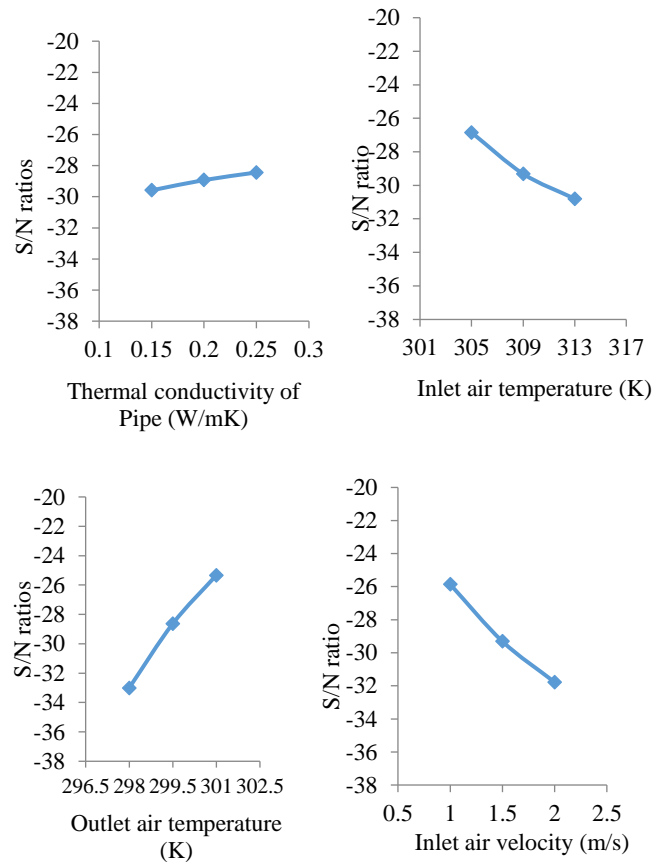 -20
-22
-24
-26
-28
-30
-32
-34
-36
-38
S/N ratios
0.1 0.15 0.2 0.25 0.3
Thermal conductivity of
Pipe (W/mK)
-20
-22
-24
-26
-28
-30
-32
-34
-36
-38
S/N ratio
301 305 309 313 317
Inlet air temperature (K)
-20
-22
-24
-26
-28
-30
-32
-34
-36
-38
S/N ratios
296.5 298 299.5 301 302.5
Outlet air temperature
(K)
-20
-22
-24
-26
-28
-30
-32
-34
-36
-38
S/N ratio
0.5 1 1.5 2 2.5
Inlet air velocity (m/s)